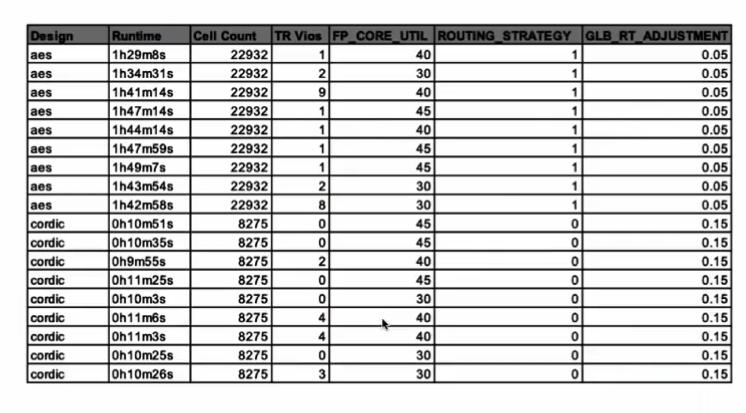 Design Runtime Cell Count TR Vios FP_CORE_UTIL ROUTING_STRATEGY GLB_RT_ADJUSTMENT
aes 1h29m8s 22932 1 40 1 0.05
aes 1h34m31s 22932 2 30 1 0.05
aes 1h41m14s 22932 9 40 1 0.05
aes 1h47m14s 22932 1 45 1 0.05
aes 1h44m14s 22932 1 40 1 0.05
aes 1h47m59s 22932 1 45 1 0.05
aes 1h49m7s 22932 1 45 1 0.05
aes 1h43m54s 22932 2 30 1 0.05
aes 1h42m58s 22932 8 30 1 0.05
cordic 0h10m51s 8275 0 45 0 0.15
cordic 0h10m35s 8275 0 45 0 0.15
cordic 0h9m55s 8275 2 40 0 0.15
cordic 0h11m25s 8275 0 45 0 0.15
cordic 0h10m3s 8275 0 30 0 0.15
cordic 0h11m6s 8275 4 40 0 0.15
cordic 0h11m3s 8275 4 40 0 0.15
cordic 0h10m25s 8275 0 30 0 0.15
cordic 0h10m26s 8275 3 30 0 0.15